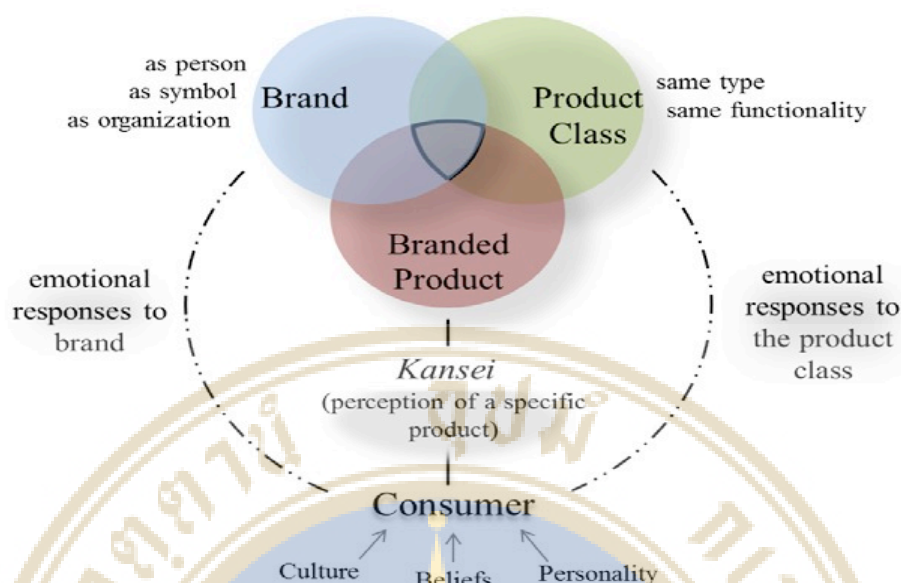 as person
as symbol
as organization
Brand
Product
Class
same type
same functionality
Branded
Product
emotional
responses to
brand
emotional
responses to
the product
class
Kansei
(perception of a specific
product)
Consumer
Culture
Beliefs
Personality